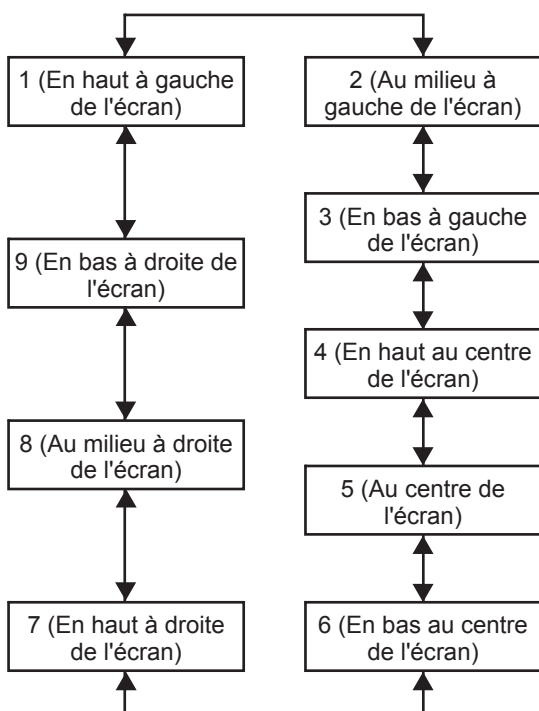 1 (En haut à gauche
de l'écran)
2 (Au milieu à
gauche de l'écran)
3 (En bas à gauche
de l'écran)
9 (En bas à droite de
l'écran)
4 (En haut au centre
de l'écran)
8 (Au milieu à droite
de l'écran)
5 (Au centre de
l'écran)
7 (En haut à droite
de l'écran)
6 (En bas au centre
de l'écran)